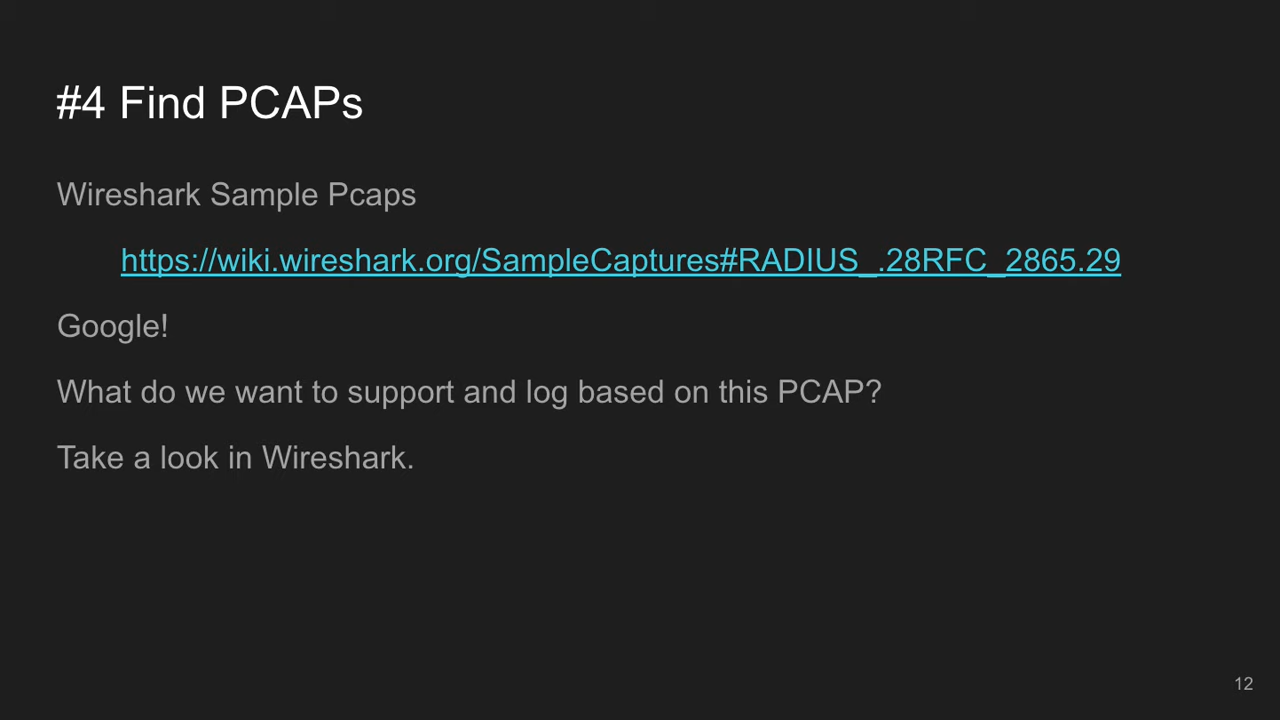 #4 Find PCAPs
Wireshark Sample Pcaps
https://wiki.wireshark.org/SampleCaptures#RADIUS_.28RFC_2865.29
Google!
What do we want to support and log based on this PCAP?
Take a look in Wireshark.
12